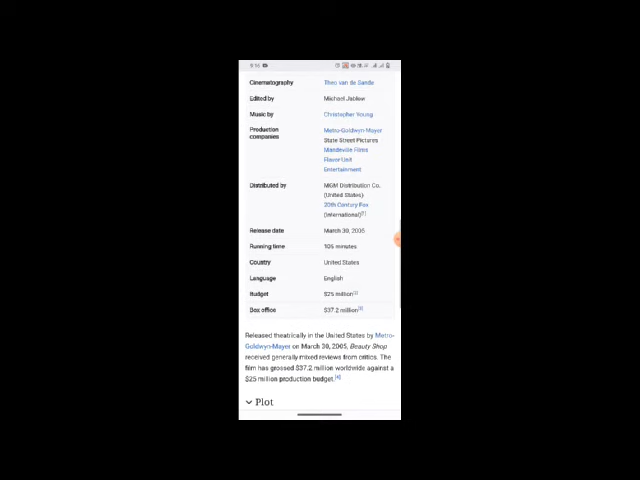 Cinematography Theo van de Sande
Edited by Michael Jablow
Music by Christopher Young
Production companies Metro-Goldwyn-Mayer
State Street Pictures
Mandeville Films
Flavor Unit
Entertainment
Distributed by MGM Distribution Co.
(United States)
20th Century Fox
(International)[1]
Release date March 30, 2005
Running time 105 minutes
Country United States
Language English
Budget $25 million[2]
Box office $37.2 million[3]
Released theatrically in the United States by Metro-
Goldwyn-Mayer on March 30, 2005, Beauty Shop
received generally mixed reviews from critics. The
film has grossed $37.2 million worldwide against a
$25 million production budget.[4]
Plot